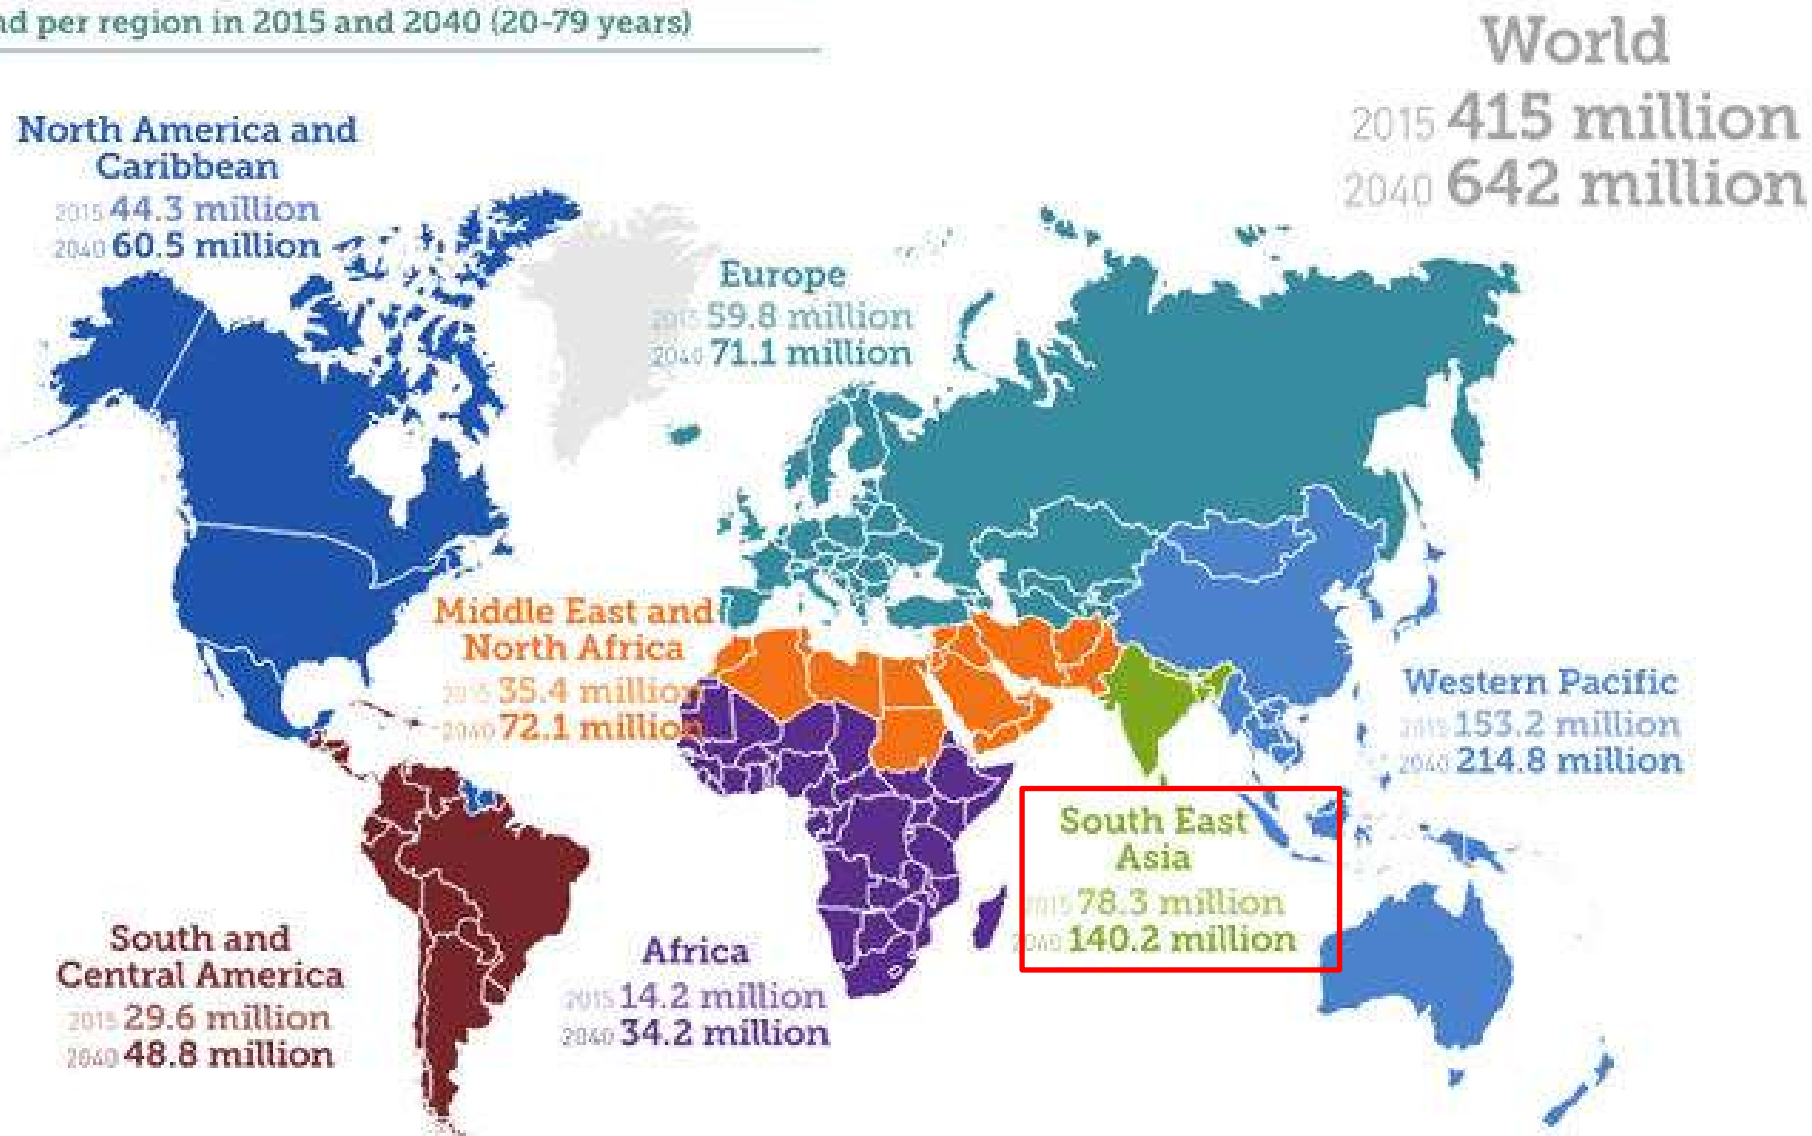 nd per region in 2015 and 2040 (20-79 years)
World
2015 415 million
2040 642 million
North America and
Caribbean
2015 44.3 million
2040 60.5 million
Europe
2015 59.8 million
2040 71.1 million
Middle East and
North Africa
2015 35.4 million
2040 72.1 million
Western Pacific
2015 153.2 million
2040 214.8 million
South East
Asia
2015 78.3 million
2040 140.2 million
South and
Central America
2015 29.6 million
2040 48.8 million
Africa
2015 14.2 million
2040 34.2 million